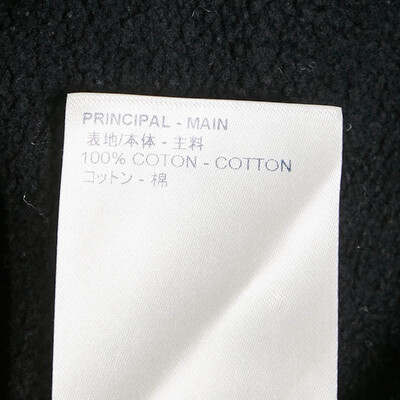 PRINCIPAL - MAIN
表地/本体 - 主料
100% COTON - COTTON
コットン - 棉